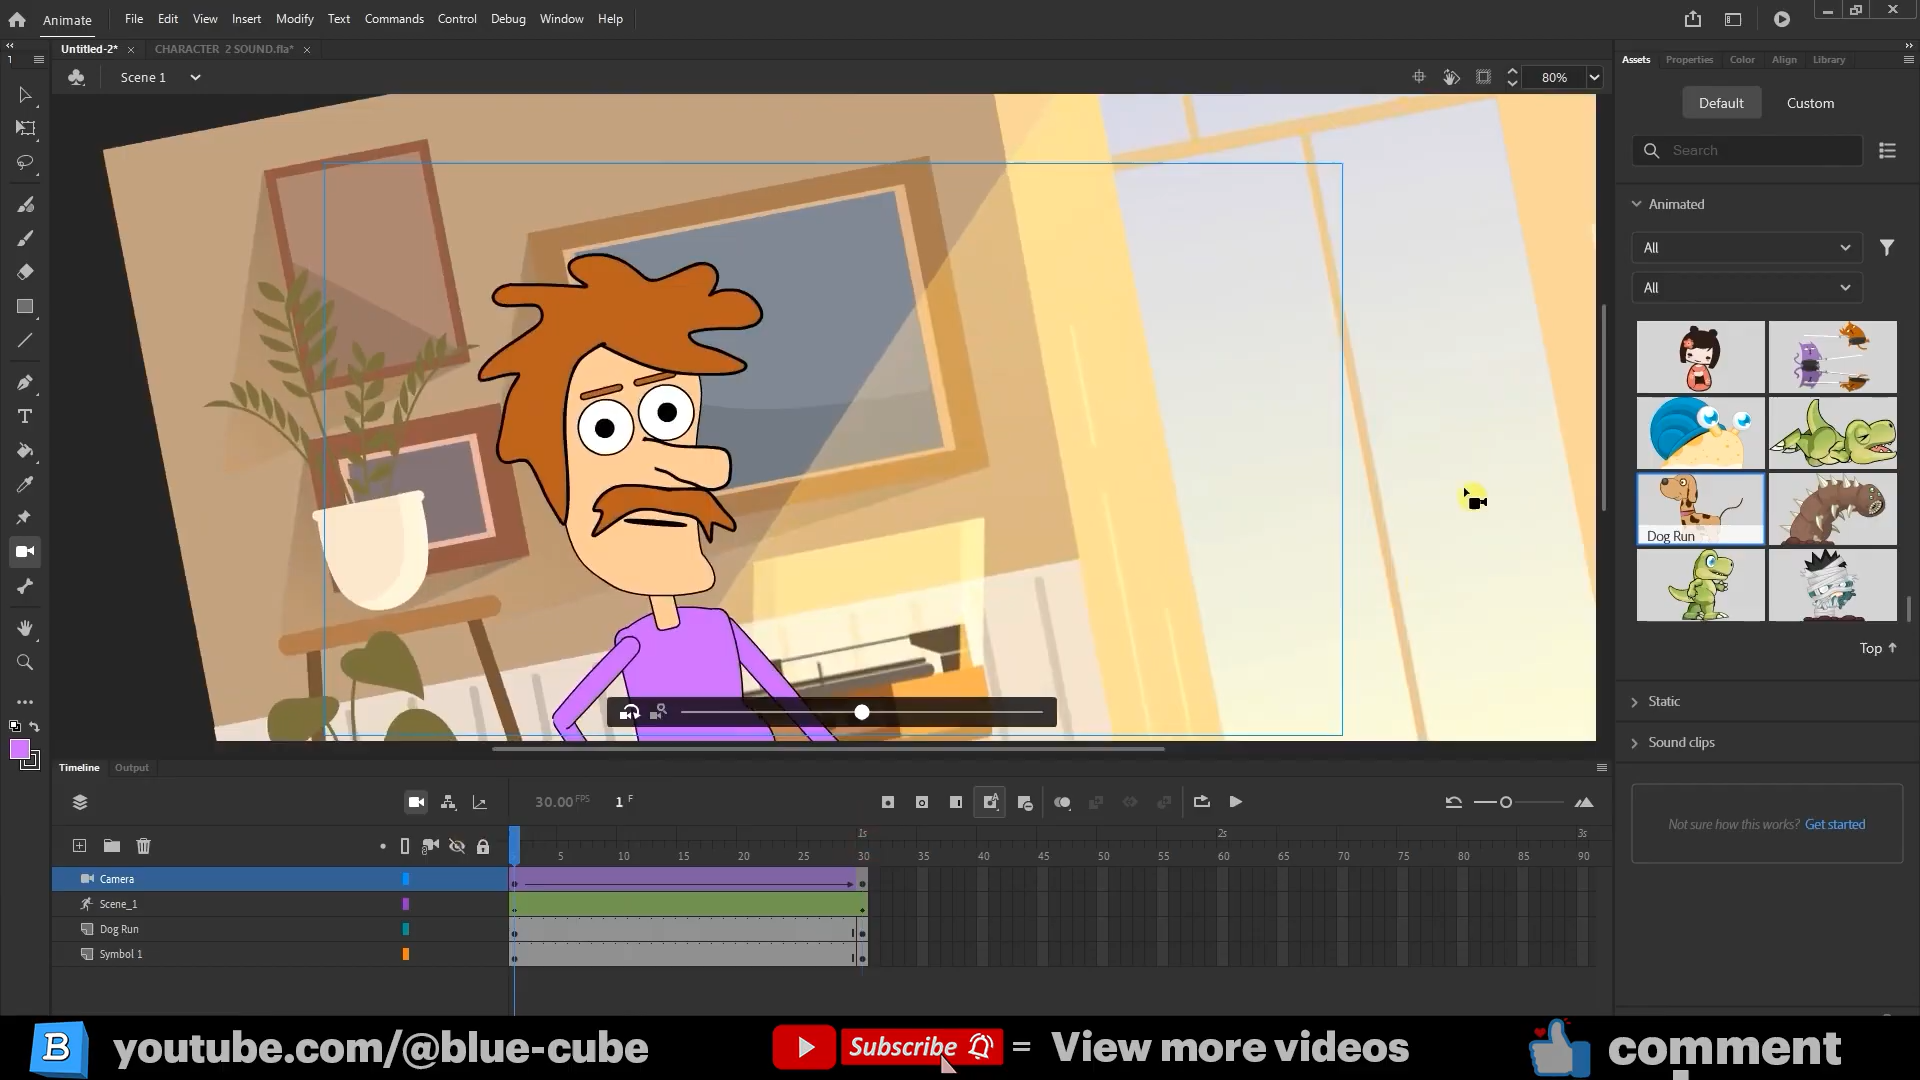 Animate File Edit View Insert Modify Text Commands Control Debug Window Help
Untitled-2* × CHARACTER 2 SOUND.fla* ×
Assets Properties Color Align Library
1
Scene 1
80%
Default Custom
Search
Animated
All
All
Dog Run
Top
Static
Sound clips
Not sure how this works? Get started
Timeline Output
30.00 FPS 1 F
1s 2s 3s
5 10 15 20 25 30 35 40 45 50 55 60 65 70 75 80 85 90
Camera
Scene_1
Dog Run
Symbol 1
B youtube.com/@blue-cube Subscribe = View more videos comment